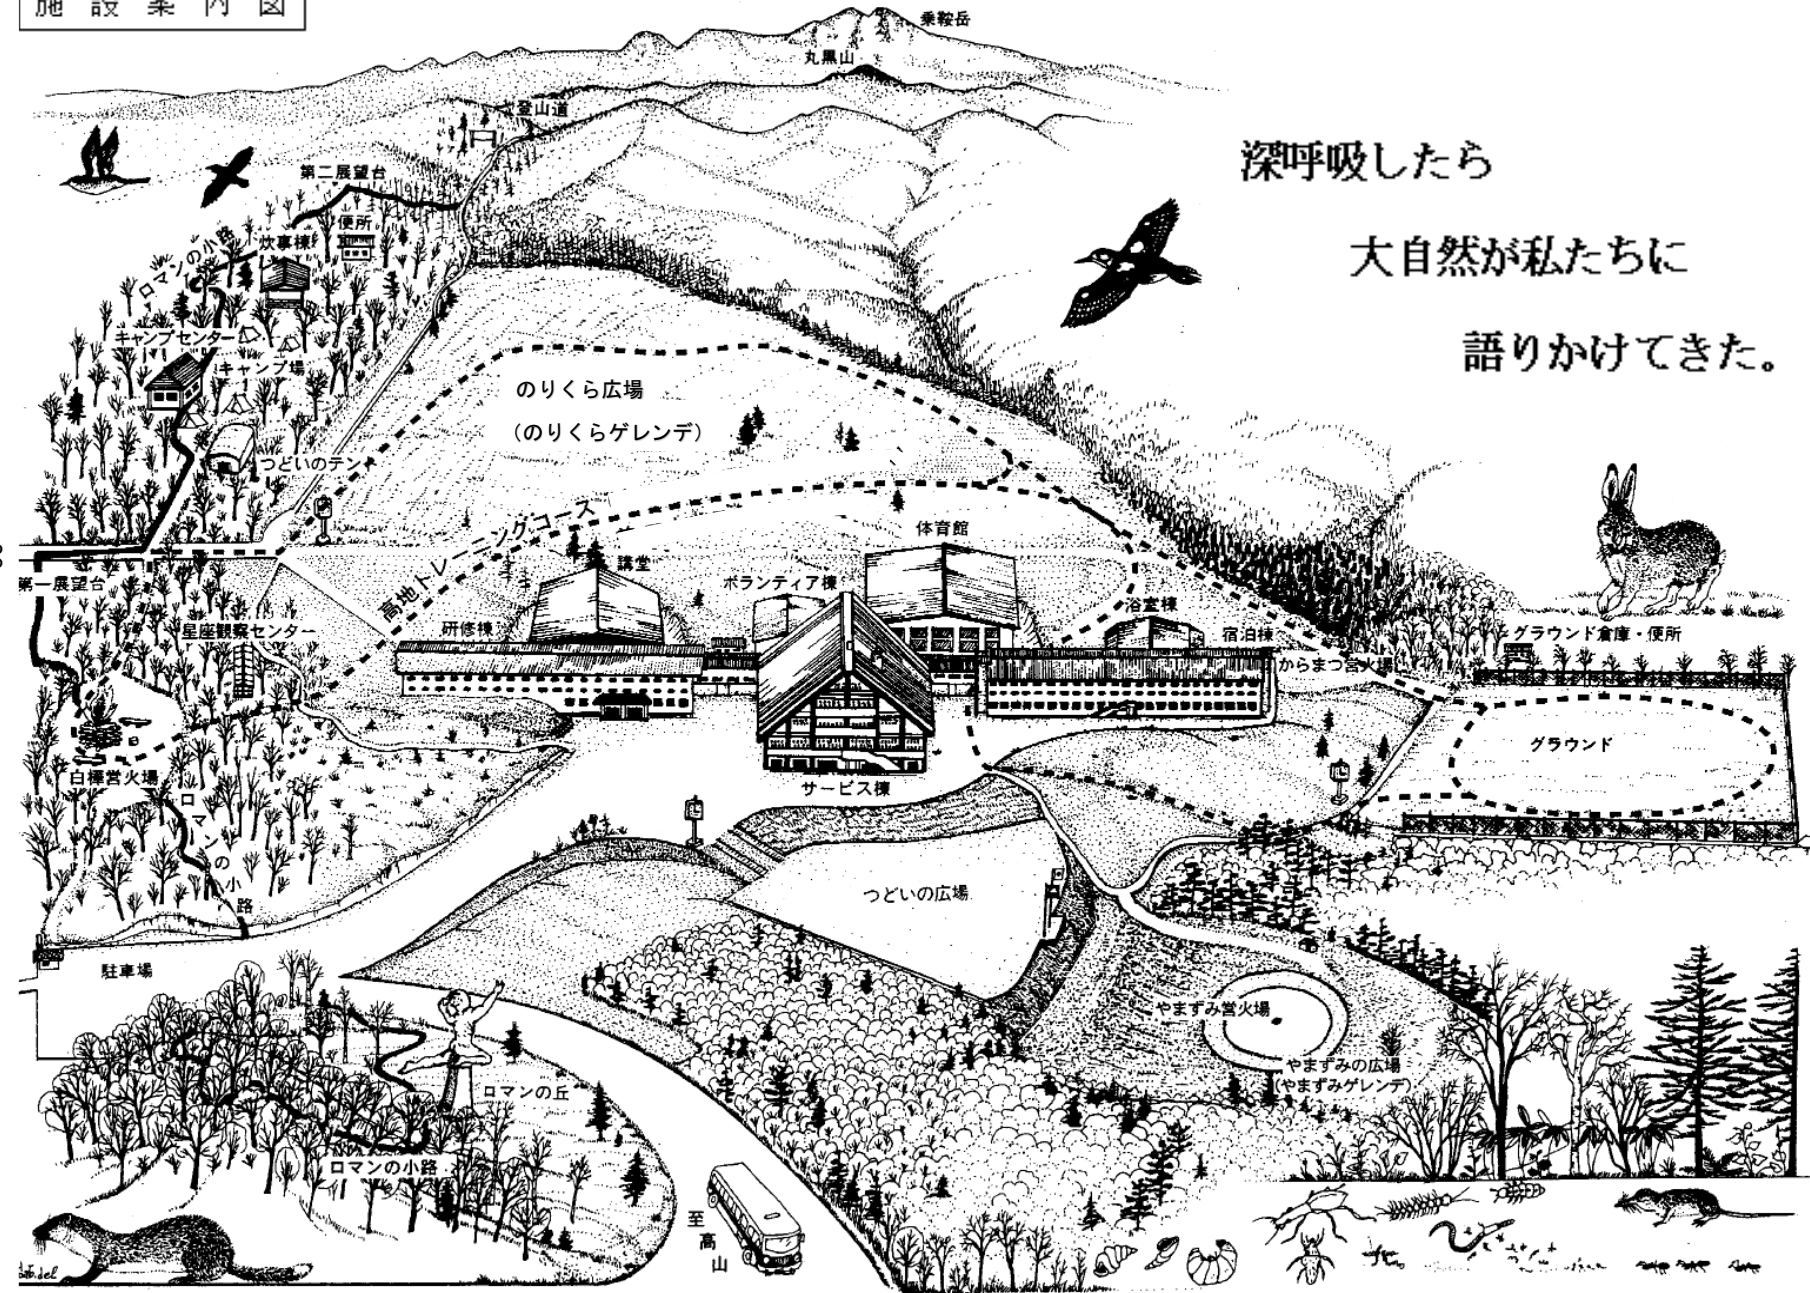 施設案内図
乗鞍岳
丸黒山
登山道
深呼吸したら
大自然が私たちに
語りかけてきた。
第二展望台
便所
炊事棟
ロマンの小路
キャンプセンター
キャンプ場
のりくら広場
(のりくらゲレンデ)
つどいのテント
高地トレーニングコース
体育館
講堂
ボランティア棟
第一展望台
浴室棟
星座観察センター
研修棟
宿泊棟
グラウンド倉庫・便所
からまつ営火場
グラウンド
白樺営火場
サービス棟
ロマンの小路
つどいの広場
駐車場
やまずみ営火場
やまずみの広場
(やまずみゲレンデ)
ロマンの丘
ロマンの小路
至高山